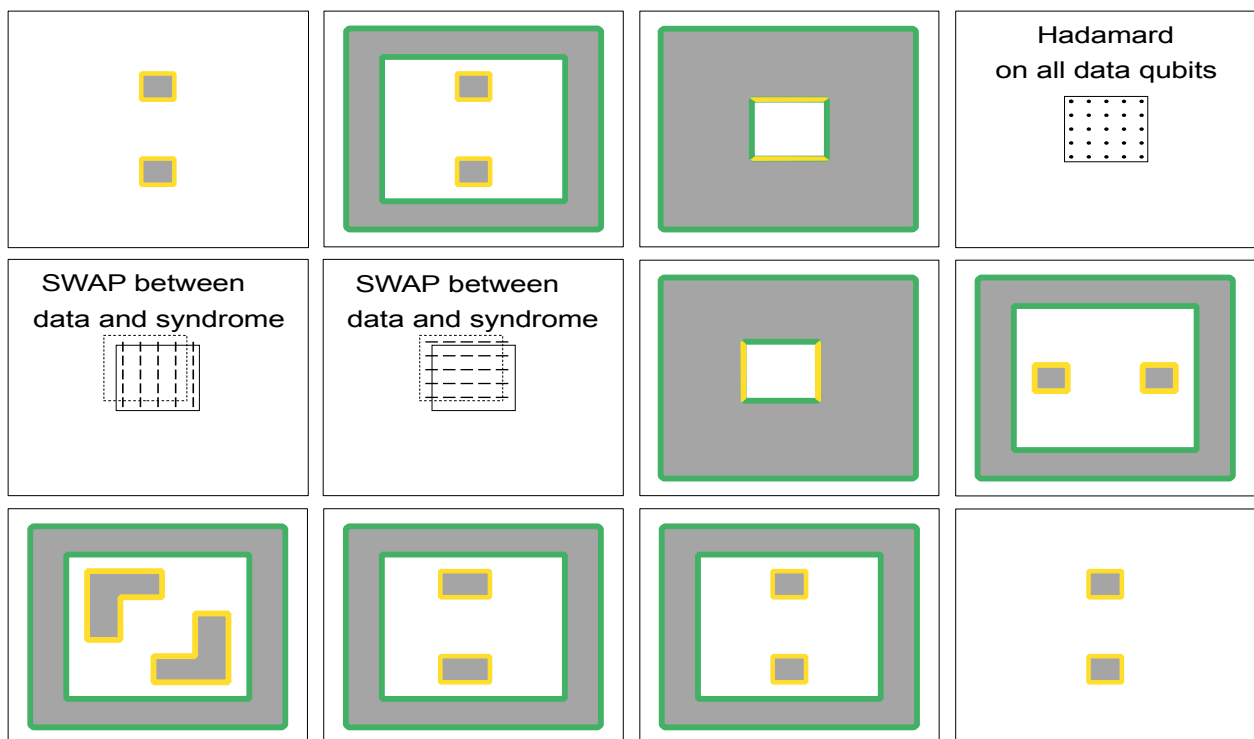 Hadamard
on all data qubits
SWAP between
data and syndrome
SWAP between
data and syndrome